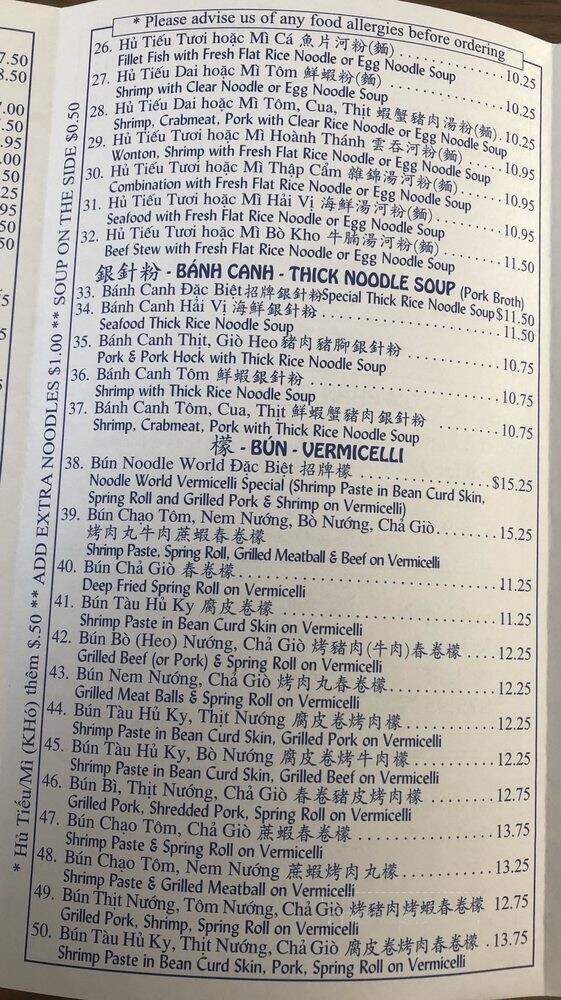 * Please advise us of any food allergies before ordering
26. Hủ Tiếu Tươi hoặc Mì Cá 魚片河粉(麵) 10.25
Fillet Fish with Fresh Flat Rice Noodle or Egg Noodle Soup
27. Hủ Tiếu Dai hoặc Mì Tôm 鮮蝦粉(麵) 10.25
Shrimp with Clear Noodle or Egg Noodle Soup
28. Hủ Tiếu Dai hoặc Mì Tôm, Cua, Thịt 蝦蟹豬肉湯粉(麵). 10.25
Shrimp, Crabmeat, Pork with Clear Rice Noodle or Egg Noodle Soup
29. Hủ Tiếu Tươi hoặc Mì Hoành Thánh 雲吞河粉(麵) 10.95
Wonton, Shrimp with Fresh Flat Rice Noodle or Egg Noodle Soup
30. Hủ Tiếu Tươi hoặc Mì Thập Cẩm 雜錦湯河粉(麵) 10.95
Combination with Fresh Flat Rice Noodle or Egg Noodle Soup
31. Hủ Tiếu Tươi hoặc Mì Hải Vị 海鮮湯河粉(麵) 10.95
Seafood with Fresh Flat Rice Noodle or Egg Noodle Soup
32. Hủ Tiếu Tươi hoặc Mì Bò Kho 牛腩湯河粉(麵) 11.50
Beef Stew with Fresh Flat Rice Noodle or Egg Noodle Soup
銀針粉 - BÁNH CANH - THICK NOODLE SOUP (Pork Broth)
33. Bánh Canh Đặc Biệt 招牌銀針粉 Special Thick Rice Noodle Soup $11.50
34. Bánh Canh Hải Vị 海鮮銀針粉 11.50
Seafood Thick Rice Noodle Soup
35. Bánh Canh Thịt, Giò Heo 豬肉豬腳銀針粉 10.75
Pork & Pork Hock with Thick Rice Noodle Soup
36. Bánh Canh Tôm 鮮蝦銀針粉 10.75
Shrimp with Thick Rice Noodle Soup
37. Bánh Canh Tôm, Cua, Thịt 鮮蝦蟹豬肉銀針粉 10.75
Shrimp, Crabmeat, Pork with Thick Rice Noodle Soup
檬 - BÚN - VERMICELLI
38. Bún Noodle World Đặc Biệt 招牌檬 $15.25
Noodle World Vermicelli Special (Shrimp Paste in Bean Curd Skin,
Spring Roll and Grilled Pork & Shrimp on Vermicelli)
39. Bún Chạo Tôm, Nem Nướng, Bò Nướng, Chả Giò 15.25
烤肉丸牛肉蔗蝦春卷檬
Shrimp Paste, Spring Roll, Grilled Meatball & Beef on Vermicelli
40. Bún Chả Giò 春卷檬 11.25
Deep Fried Spring Roll on Vermicelli
41. Bún Tàu Hủ Ky 腐皮卷檬 11.25
Shrimp Paste in Bean Curd Skin on Vermicelli
42. Bún Bò (Heo) Nướng, Chả Giò 烤豬肉(牛肉)春卷檬 12.25
Grilled Beef (or Pork) & Spring Roll on Vermicelli
43. Bún Nem Nướng, Chả Giò 烤肉丸春卷檬 12.25
Grilled Meat Balls & Spring Roll on Vermicelli
44. Bún Tàu Hủ Ky, Thịt Nướng 腐皮卷烤肉檬 12.25
Shrimp Paste in Bean Curd Skin, Grilled Pork on Vermicelli
45. Bún Tàu Hủ Ky, Bò Nướng 腐皮卷烤牛肉檬 12.25
Shrimp Paste in Bean Curd Skin, Grilled Beef on Vermicelli
46. Bún Bì, Thịt Nướng, Chả Giò 春卷豬皮烤肉檬 12.75
Grilled Pork, Shredded Pork, Spring Roll on Vermicelli
47. Bún Chạo Tôm, Chả Giò 蔗蝦春卷檬 13.75
Shrimp Paste & Spring Roll on Vermicelli
48. Bún Chạo Tôm, Nem Nướng 蔗蝦烤肉丸檬 13.25
Shrimp Paste & Grilled Meatball on Vermicelli
49. Bún Thịt Nướng, Tôm Nướng, Chả Giò 烤豬肉烤蝦春卷檬 12.75
Grilled Pork, Shrimp, Spring Roll on Vermicelli
50. Bún Tàu Hủ Ky, Thịt Nướng, Chả Giò 腐皮卷烤肉春卷檬 . 13.75
Shrimp Paste in Bean Curd Skin, Pork, Spring Roll on Vermicelli
* Hủ Tiếu/Mì (KHô) thêm $.50 ** ADD EXTRA NOODLES $1.00 ** SOUP ON THE SIDE $0.50